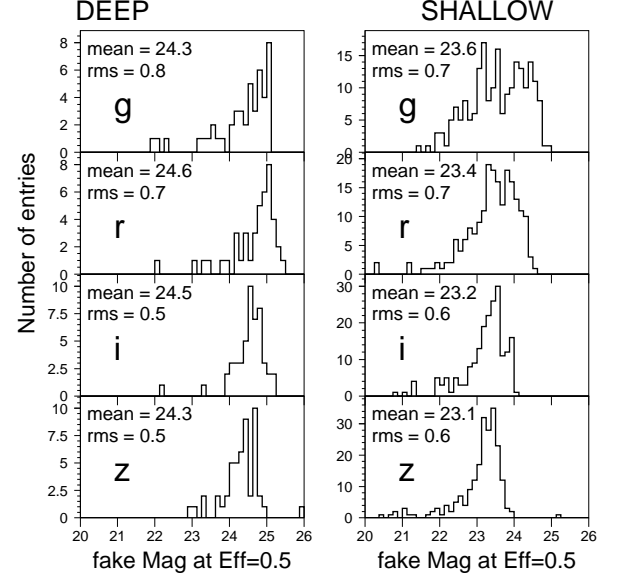 DEEP
SHALLOW
Number of entries
8
6
4
2
0
mean = 24.3
rms = 0.8
g
15
10
5
0
mean = 23.6
rms = 0.7
g
8
6
4
2
0
mean = 24.6
rms = 0.7
r
20
15
10
5
0
mean = 23.4
rms = 0.7
r
10
7.5
5
2.5
0
mean = 24.5
rms = 0.5
i
30
20
10
0
mean = 23.2
rms = 0.6
i
10
7.5
5
2.5
0
mean = 24.3
rms = 0.5
z
30
20
10
0
mean = 23.1
rms = 0.6
z
20 21 22 23 24 25 26
20 21 22 23 24 25 26
fake Mag at Eff=0.5
fake Mag at Eff=0.5